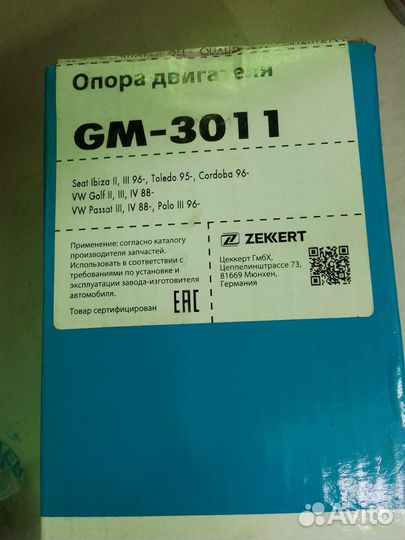 Опора двигателя
GM-3011
Seat Ibiza II, III 96-, Toledo 95-, Cordoba 96-
VW Golf II, III, IV 88-
VW Passat III, IV 88-, Polo III 96-
Применение: согласно каталогу
производителя запчастей.
Использовать в соответствии с
требованиями по установке и
эксплуатации завода-изготовителя
автомобиля.
Товар сертифицирован
EAC
ZEKKERT
Цеккерт ГмбХ,
Цеппелинштрассе 73,
81669 Мюнхен,
Германия
Avito